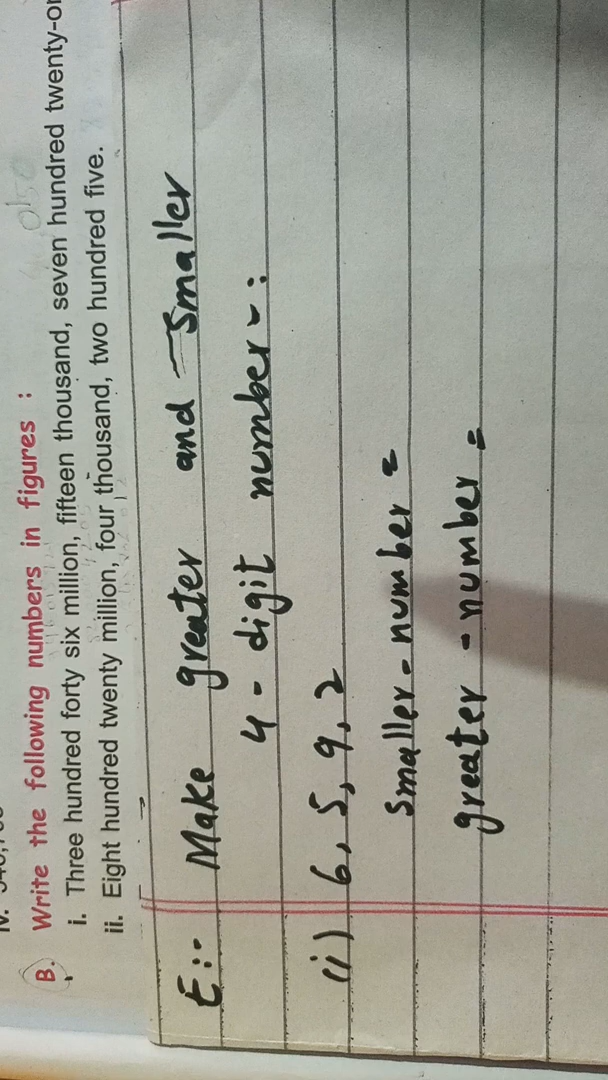 B. Write the following numbers in figures :
i. Three hundred forty six million, fifteen thousand, seven hundred
ii. Eight hundred twenty million, four thousand, two hundred five.
E:- Make greater and Smaller
4 - digit number - :
(i) 6, 5, 9, 2
Smaller - number =
greater - number =